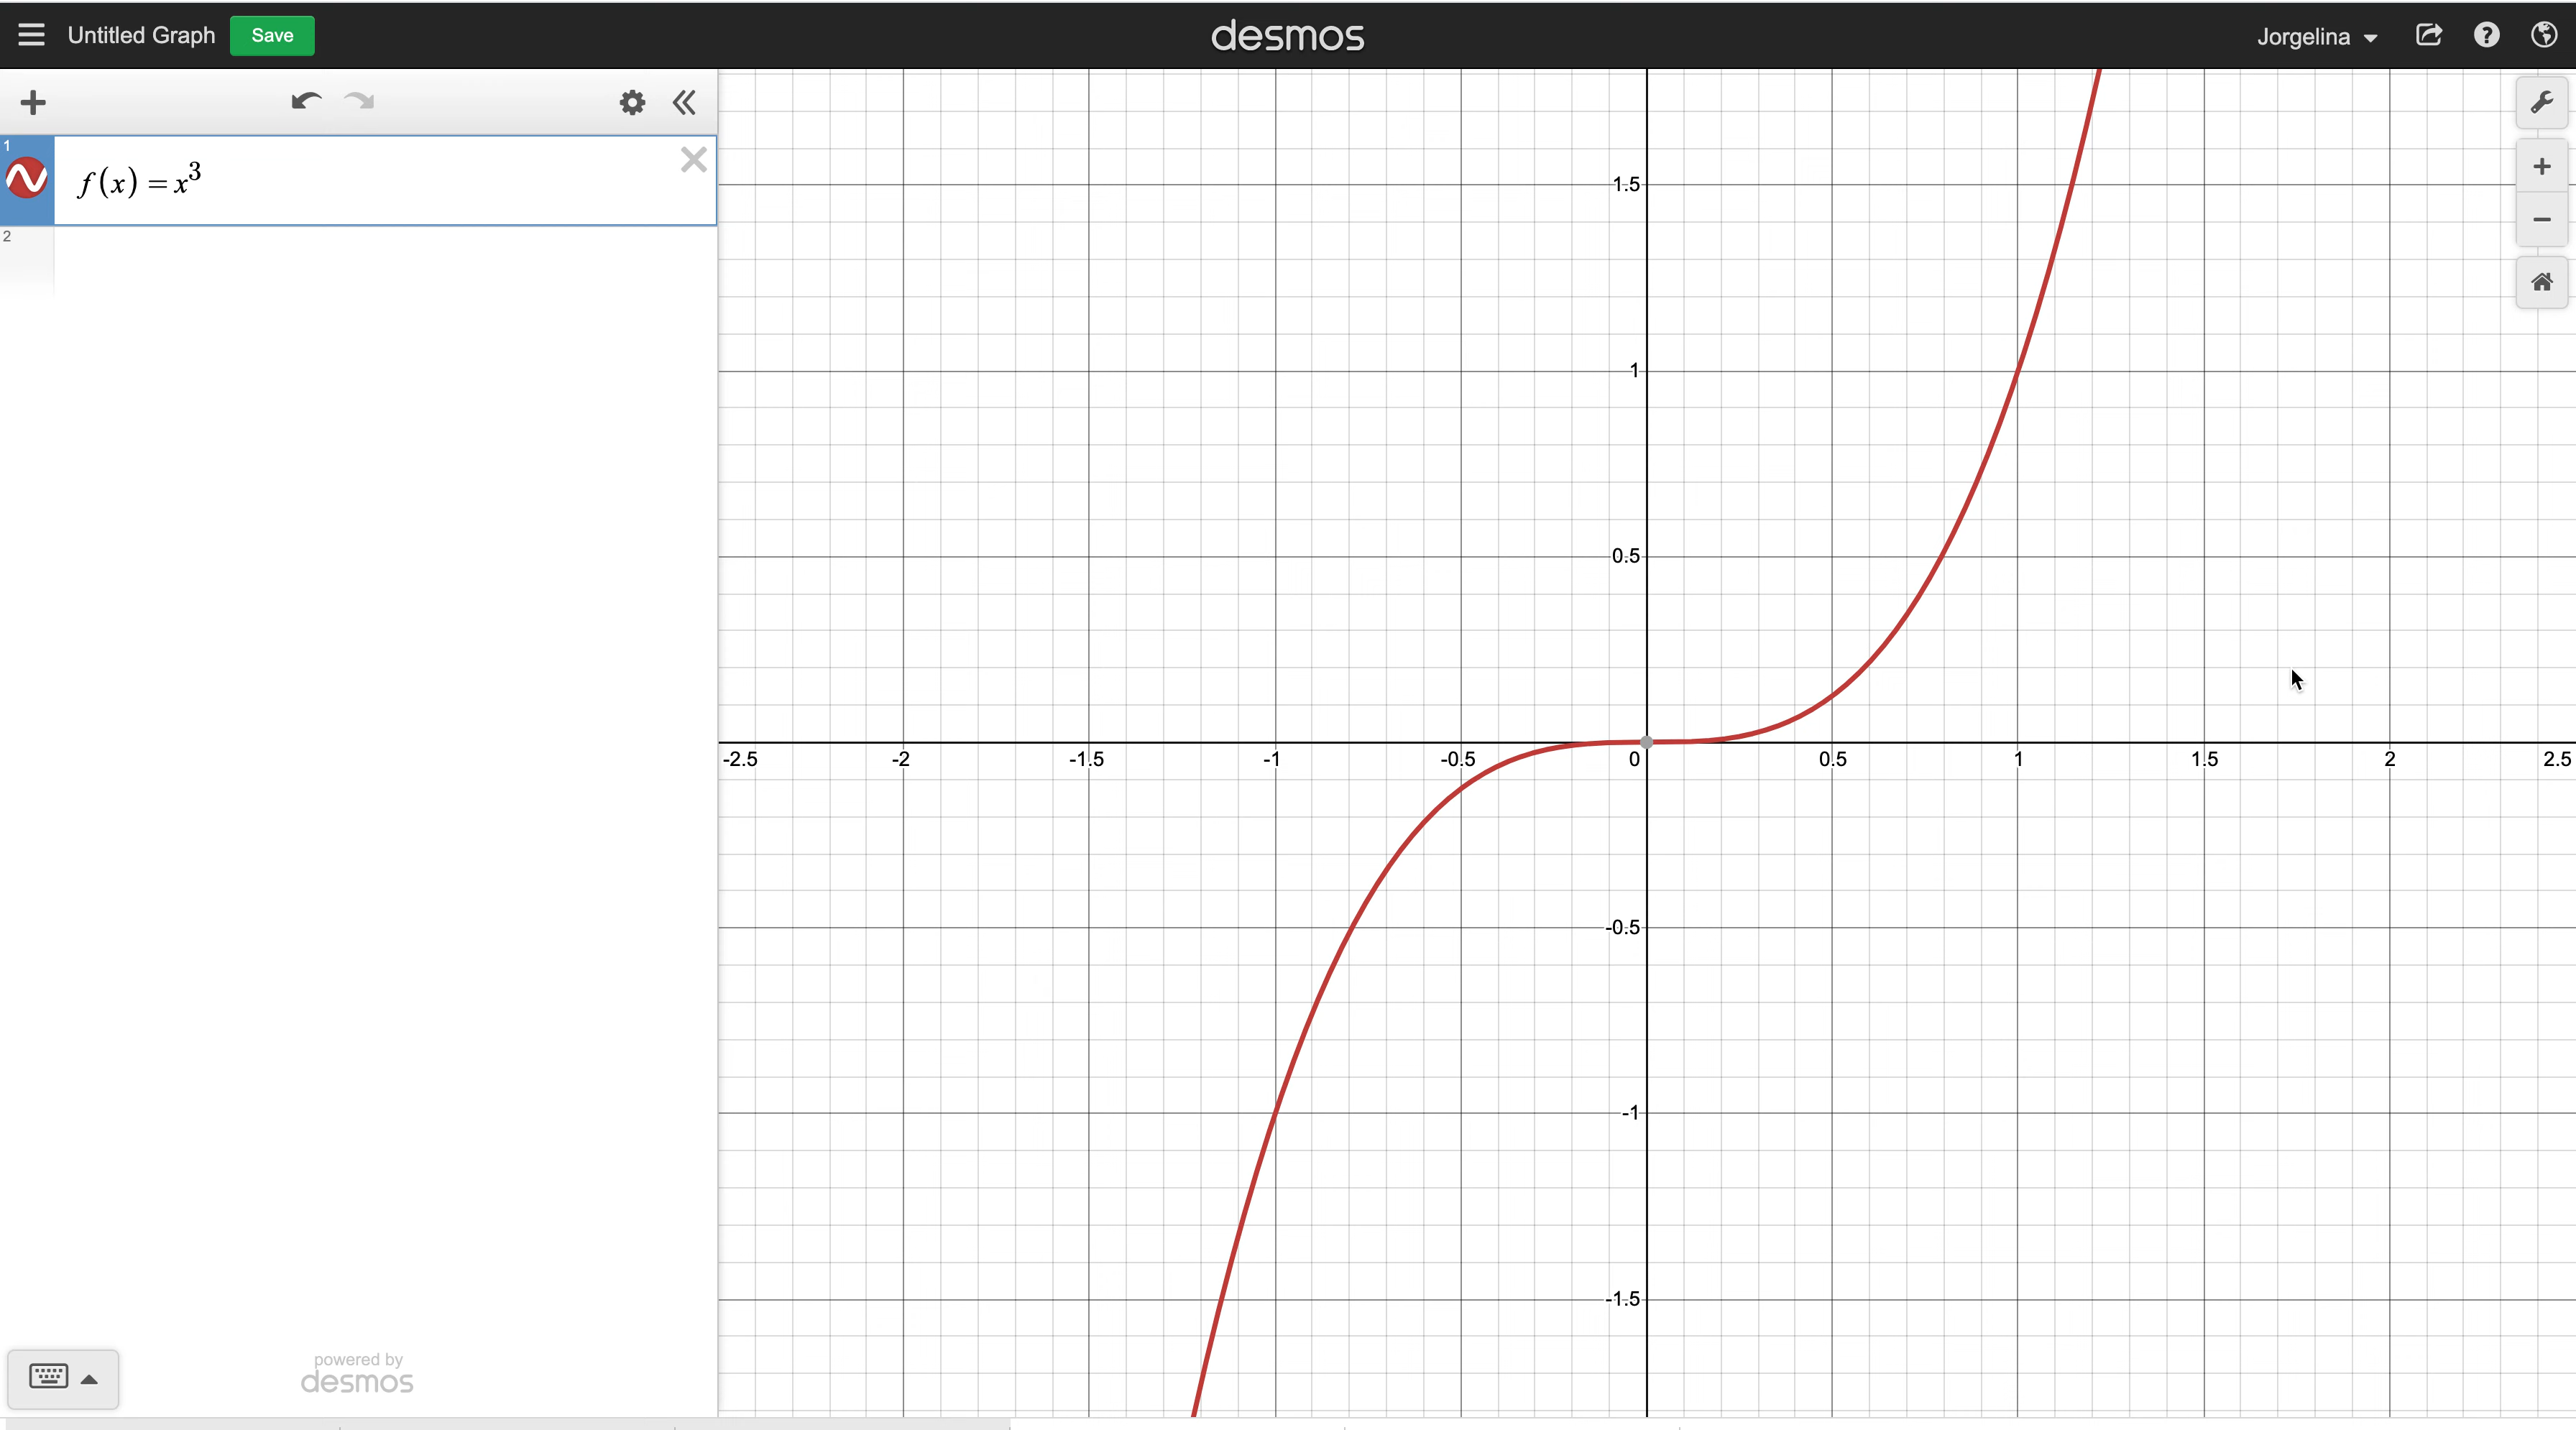 Untitled Graph Save desmos Jorgelina
1
f(x) = x³
2
1.5
1
0.5
-2.5 -2 -1.5 -1 -0.5 0 0.5 1 1.5 2 2.5
-0.5
-1
-1.5
powered by
desmos